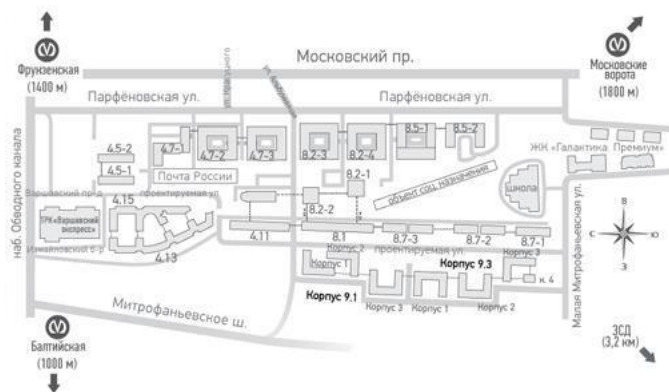 Фрунзенская
(1400 м)
Московский пр.
Московские
ворота
(1800 м)
Парфёновская ул.
Парфёновская ул.
ЖК «Галактика Премиум»
4.5-2
4.5-1
4.7-1
4.7-2
4.7-3
8.2-3
8.2-4
8.5-1
8.5-2
Почта России
8.2-1
объект соц. назначения
школа
наб. Обводного канала
Варшавский пр-д
проектируемая ул.
4.15
8.2-2
ТРК«Варшавский
экспресс»
Измайловский б-р
4.13
4.11
8.1
8.7-3
8.7-2
8.7-1
проектируемая ул.
Корпус 2
Корпус 1
Корпус 9.3
Корпус 3
к. 4
Корпус 9.1
Корпус 3
Корпус 1
Корпус 2
Малая Митрофаньевская ул.
В
С
Ю
З
Митрофаньевское ш.
Балтийская
(1000 м)
ЗСД
(3,2 км)